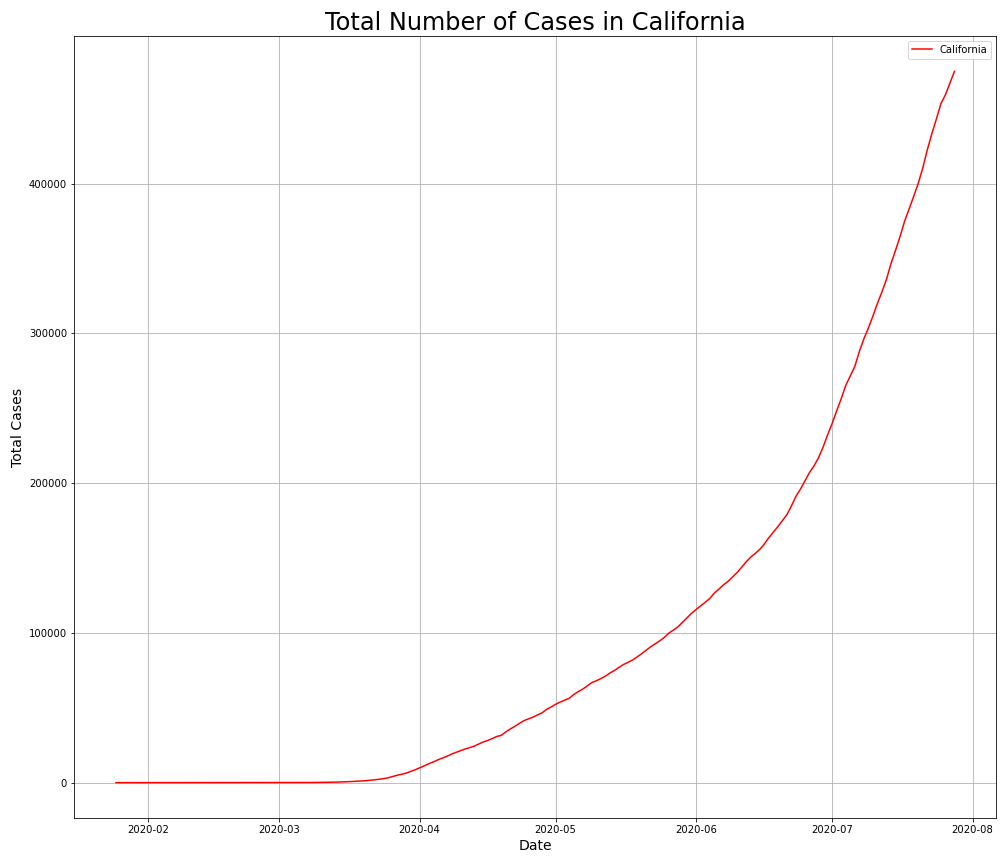 Total Number of Cases in California
California
Total Cases
400000
300000
200000
100000
0
2020-02 2020-03 2020-04 2020-05 2020-06 2020-07 2020-08
Date